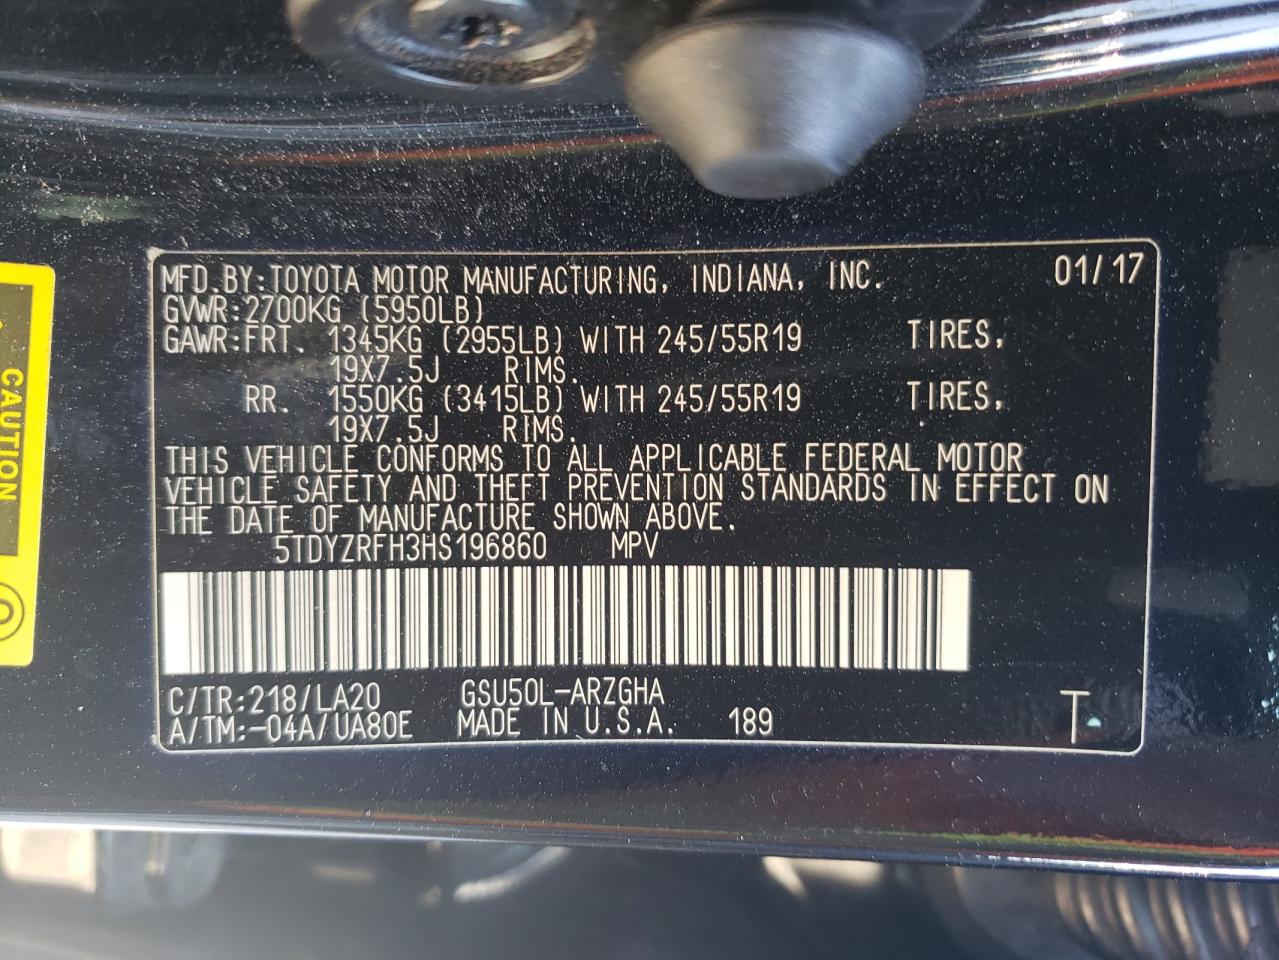 MFD.BY:TOYOTA MOTOR MANUFACTURING, INDIANA, INC. 01/17
GVWR:2700KG (5950LB)
GAWR:FRT. 1345KG (2955LB) WITH 245/55R19 TIRES,
19X7.5J RIMS.
RR. 1550KG (3415LB) WITH 245/55R19 TIRES,
19X7.5J RIMS.
THIS VEHICLE CONFORMS TO ALL APPLICABLE FEDERAL MOTOR
VEHICLE SAFETY AND THEFT PREVENTION STANDARDS IN EFFECT ON
THE DATE OF MANUFACTURE SHOWN ABOVE.
5TDYZRFH3HS196860 MPV
C/TR:218/LA20 GSU50L-ARZGHA
A/TM:-04A/UA80E MADE IN U.S.A. 189 T
CAUTION